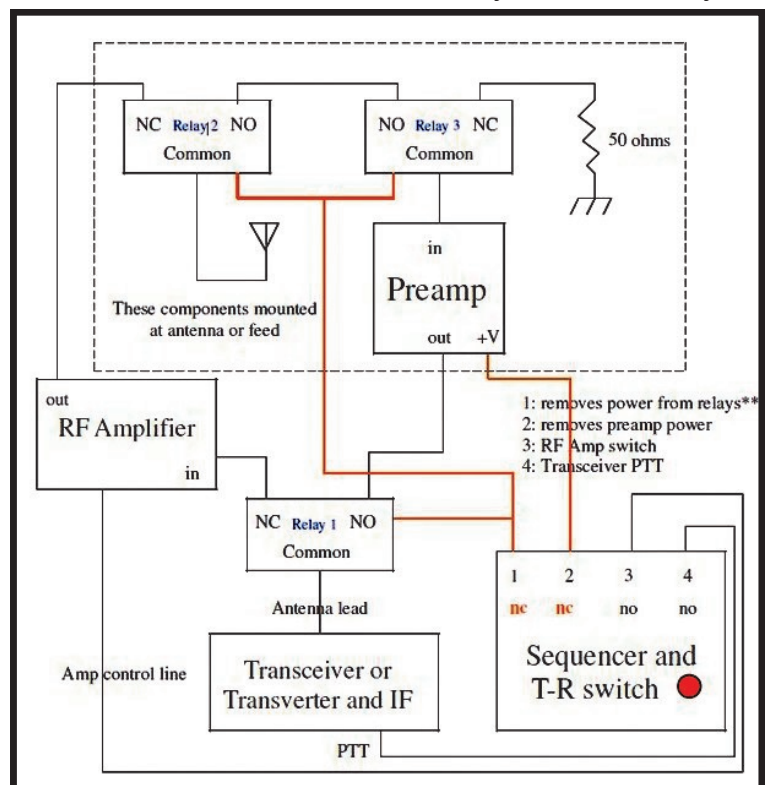 NC Relay 2 NO
Common
NO Relay 3 NC
Common
50 ohms
in
Preamp
out +V
These components mounted
at antenna or feed
out
RF Amplifier
in
1: removes power from relays**
2: removes preamp power
3: RF Amp switch
4: Transceiver PTT
NC Relay 1 NO
Common
1 2 3 4
nc nc no no
Sequencer and
T-R switch
Antenna lead
Transceiver or
Transverter and IF
Amp control line
PTT